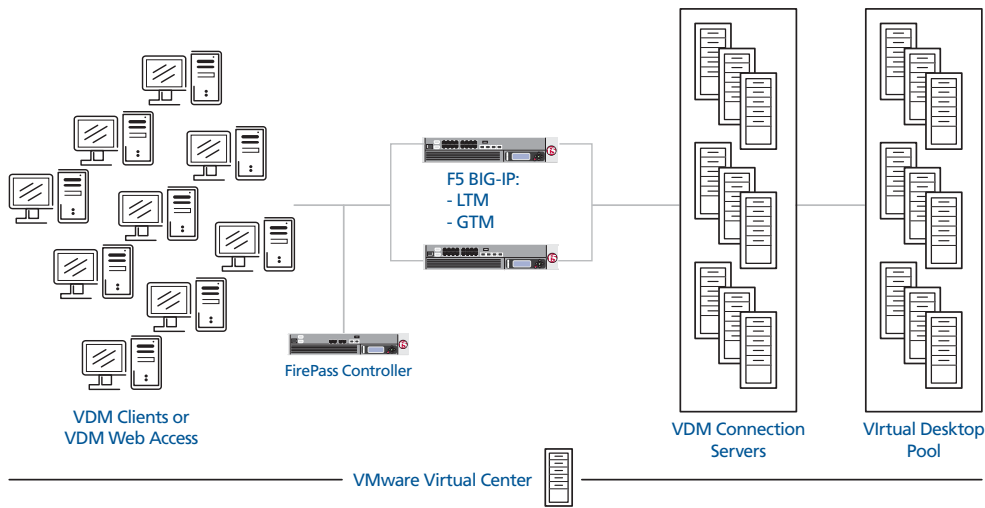 F5 BIG-IP:
- LTM
- GTM
FirePass Controller
VDM Clients or
VDM Web Access
VDM Connection
Servers
VIrtual Desktop
Pool
VMware Virtual Center